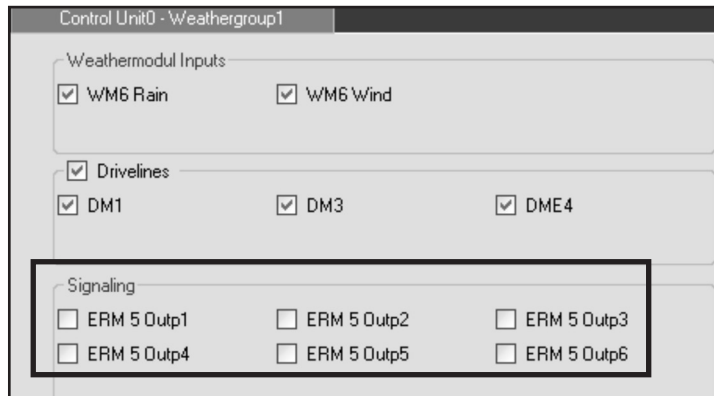 Control Unit0 - Weathergroup1
Weathermodul Inputs
WM6 Rain WM6 Wind
Drivelines
DM1 DM3 DME4
Signaling
ERM 5 Outp1 ERM 5 Outp2 ERM 5 Outp3
ERM 5 Outp4 ERM 5 Outp5 ERM 5 Outp6